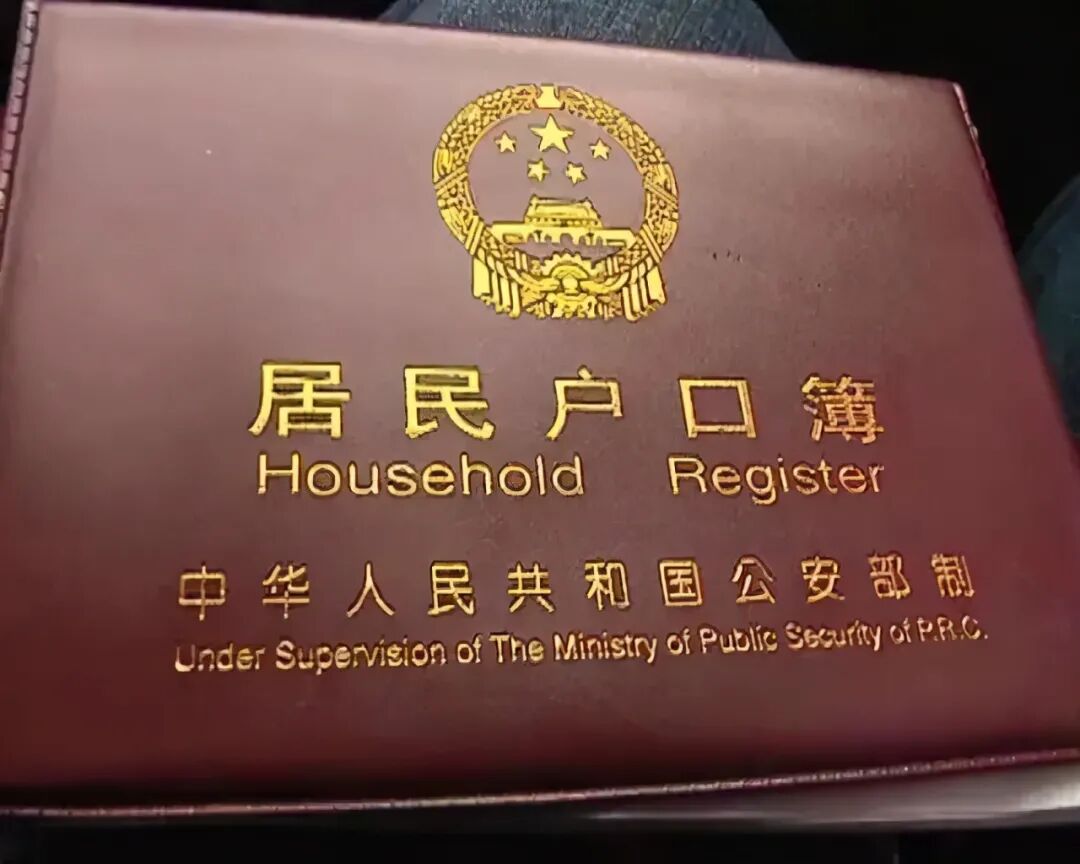 居民户口簿
Household Register
中华人民共和国公安部制
Under Supervision of The Ministry of Public Security of P.R.C.